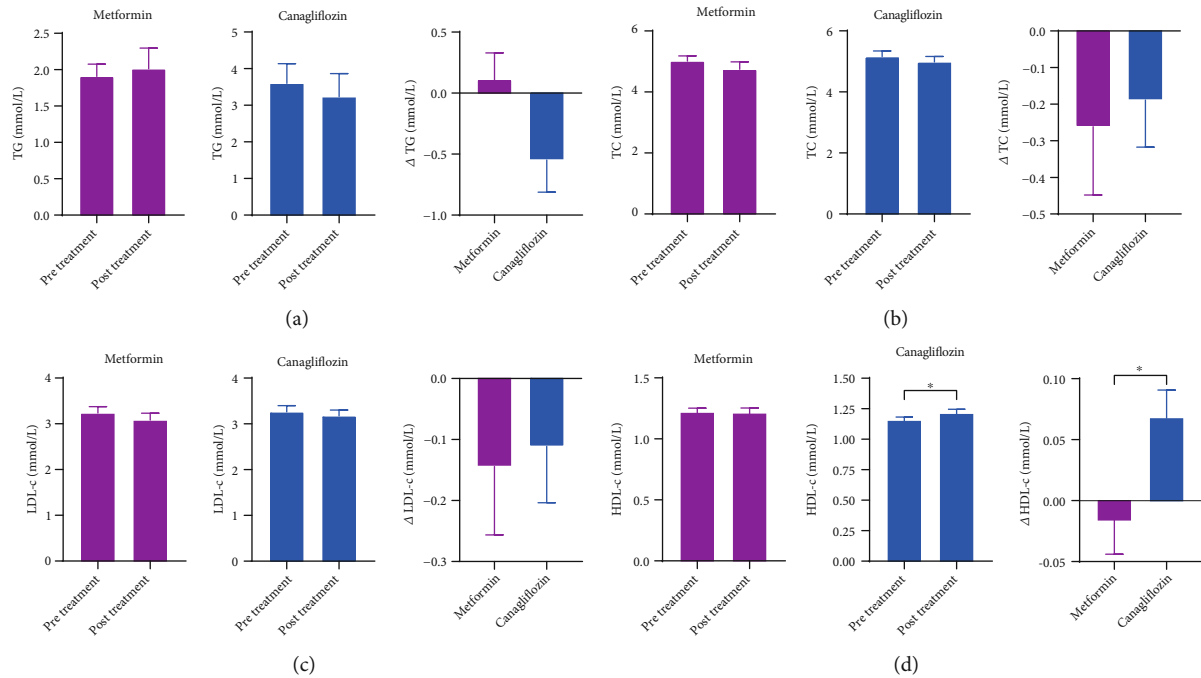 Metformin
TG (mmol/L)
2.5
2.0
1.5
1.0
0.5
0.0
Pre treatment
Post treatment
Canagliflozin
TG (mmol/L)
5
4
3
2
1
0
Pre treatment
Post treatment
Δ TG (mmol/L)
0.5
0.0
−0.5
−1.0
Metformin
Canagliflozin
(a)
Metformin
TC (mmol/L)
6
4
2
0
Pre treatment
Post treatment
Canagliflozin
TC (mmol/L)
6
4
2
0
Pre treatment
Post treatment
Δ TC (mmol/L)
0.0
−0.1
−0.2
−0.3
−0.4
−0.5
Metformin
Canagliflozin
(b)
Metformin
LDL-c (mmol/L)
4
3
2
1
0
Pre treatment
Post treatment
Canagliflozin
LDL-c (mmol/L)
4
3
2
1
0
Pre treatment
Post treatment
Δ LDL-c (mmol/L)
0.0
−0.1
−0.2
−0.3
Metformin
Canagliflozin
(c)
Metformin
HDL-c (mmol/L)
1.5
1.0
0.5
0.0
Pre treatment
Post treatment
Canagliflozin
HDL-c (mmol/L)
1.50
1.25
1.00
0.75
0.50
0.25
0.00
*
Pre treatment
Post treatment
Δ HDL-c (mmol/L)
0.10
0.05
0.00
-0.05
*
Metformin
Canagliflozin
(d)